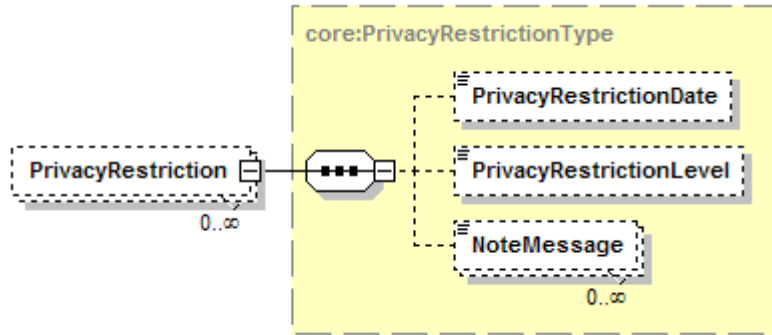 core:PrivacyRestrictionType
PrivacyRestrictionDate
PrivacyRestriction
0..∞
PrivacyRestrictionLevel
NoteMessage
0..∞